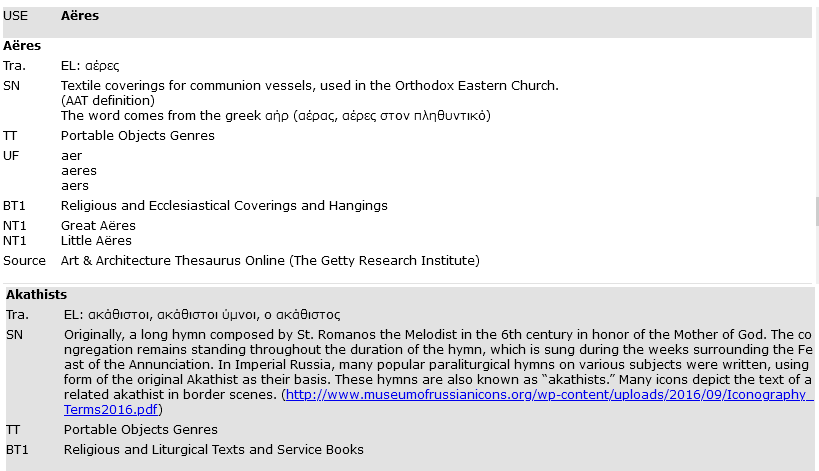 USE Aëres
Aëres
Tra. EL: αέρες
SN Textile coverings for communion vessels, used in the Orthodox Eastern Church.
(AAT definition)
The word comes from the greek αήρ (αέρας, αέρες στον πληθυντικό)
TT Portable Objects Genres
UF aer
aeres
aers
BT1 Religious and Ecclesiastical Coverings and Hangings
NT1 Great Aëres
NT1 Little Aëres
Source Art & Architecture Thesaurus Online (The Getty Research Institute)
Akathists
Tra. EL: ακάθιστοι, ακάθιστοι ύμνοι, ο ακάθιστος
SN Originally, a long hymn composed by St. Romanos the Melodist in the 6th century in honor of the Mother of God. The co
ngregation remains standing throughout the duration of the hymn, which is sung during the weeks surrounding the Fe
ast of the Annunciation. In Imperial Russia, many popular paraliturgical hymns on various subjects were written, using
form of the original Akathist as their basis. These hymns are also known as “akathists.” Many icons depict the text of a
related akathist in border scenes. (http://www.museumofrussianicons.org/wp-content/uploads/2016/09/Iconography_
Terms2016.pdf)
TT Portable Objects Genres
BT1 Religious and Liturgical Texts and Service Books